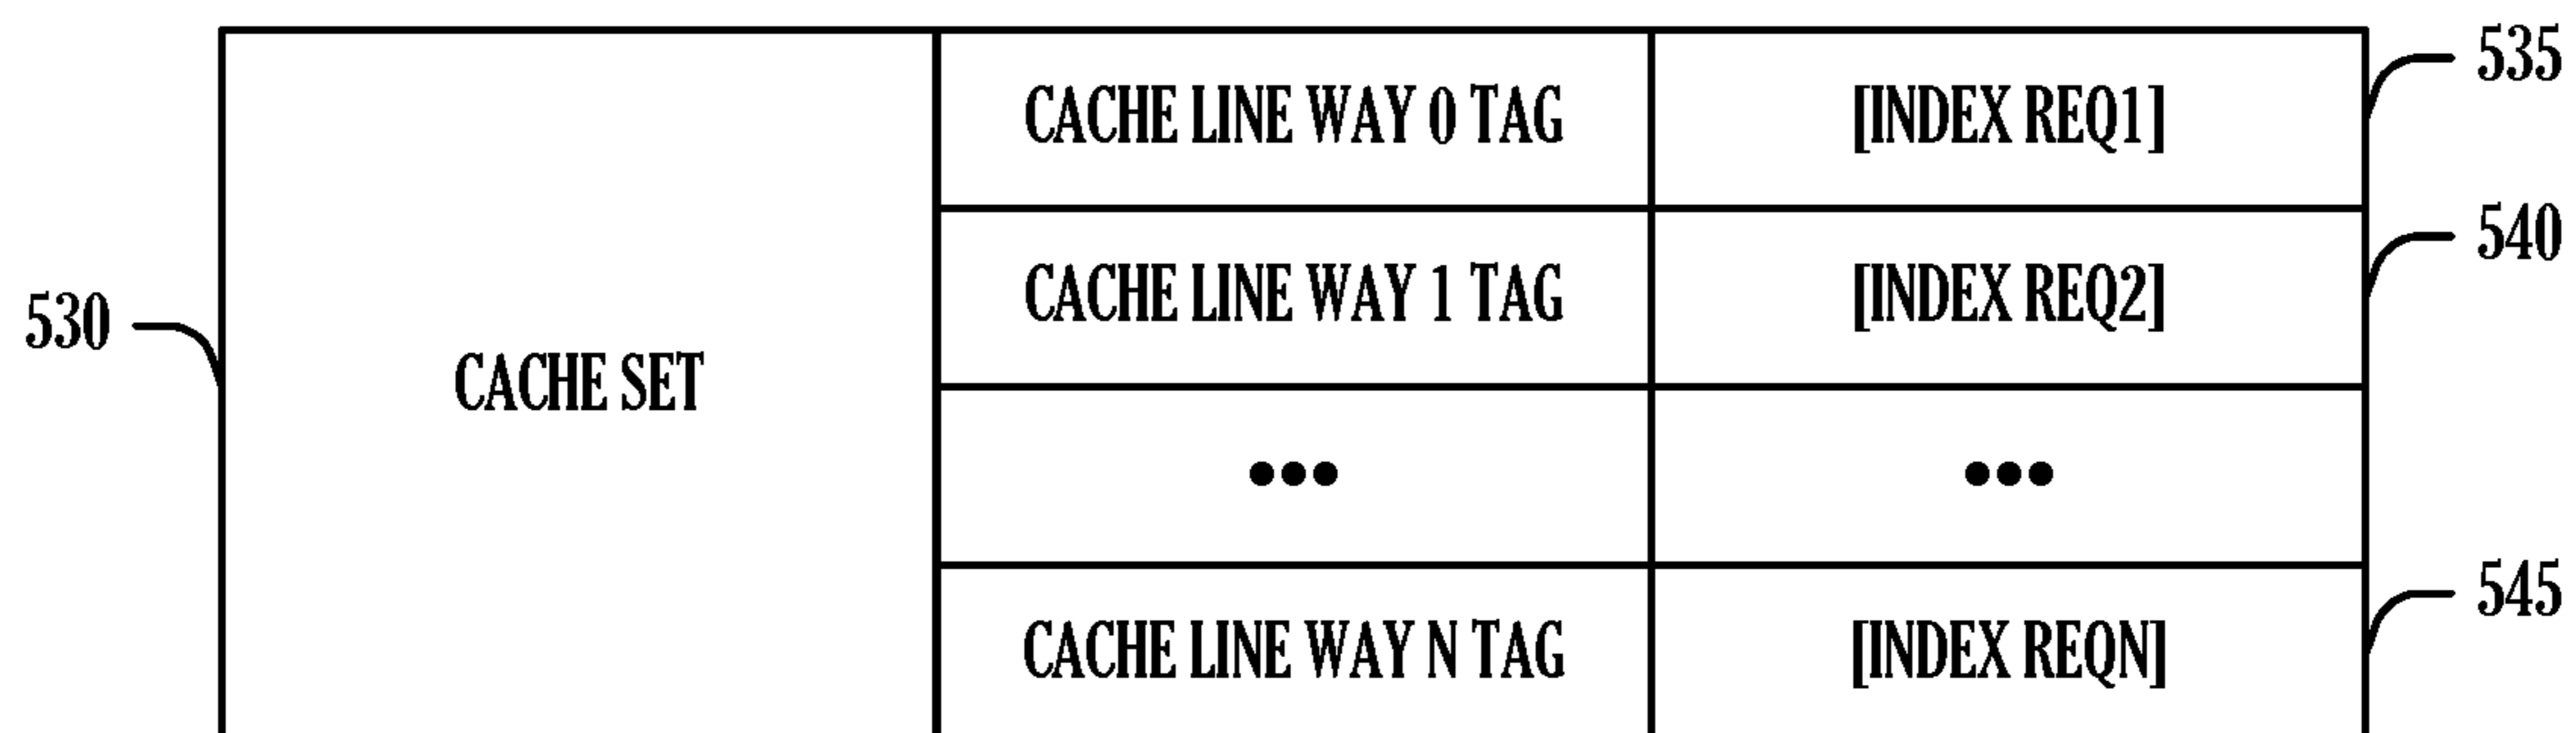 CACHE LINE WAY 0 TAG [INDEX REQ1] 535
CACHE LINE WAY 1 TAG [INDEX REQ2] 540
530
CACHE SET
••• •••
CACHE LINE WAY N TAG [INDEX REQN] 545